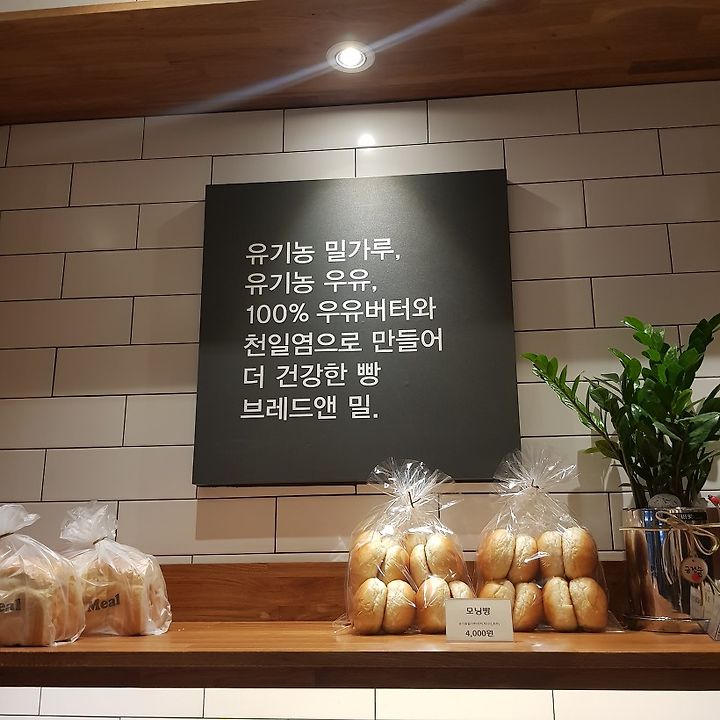 유기농 밀가루,
유기농 우유,
100% 우유버터와
천일염으로 만들어
더 건강한 빵
브레드앤 밀.
Meal
모닝빵
4,000원